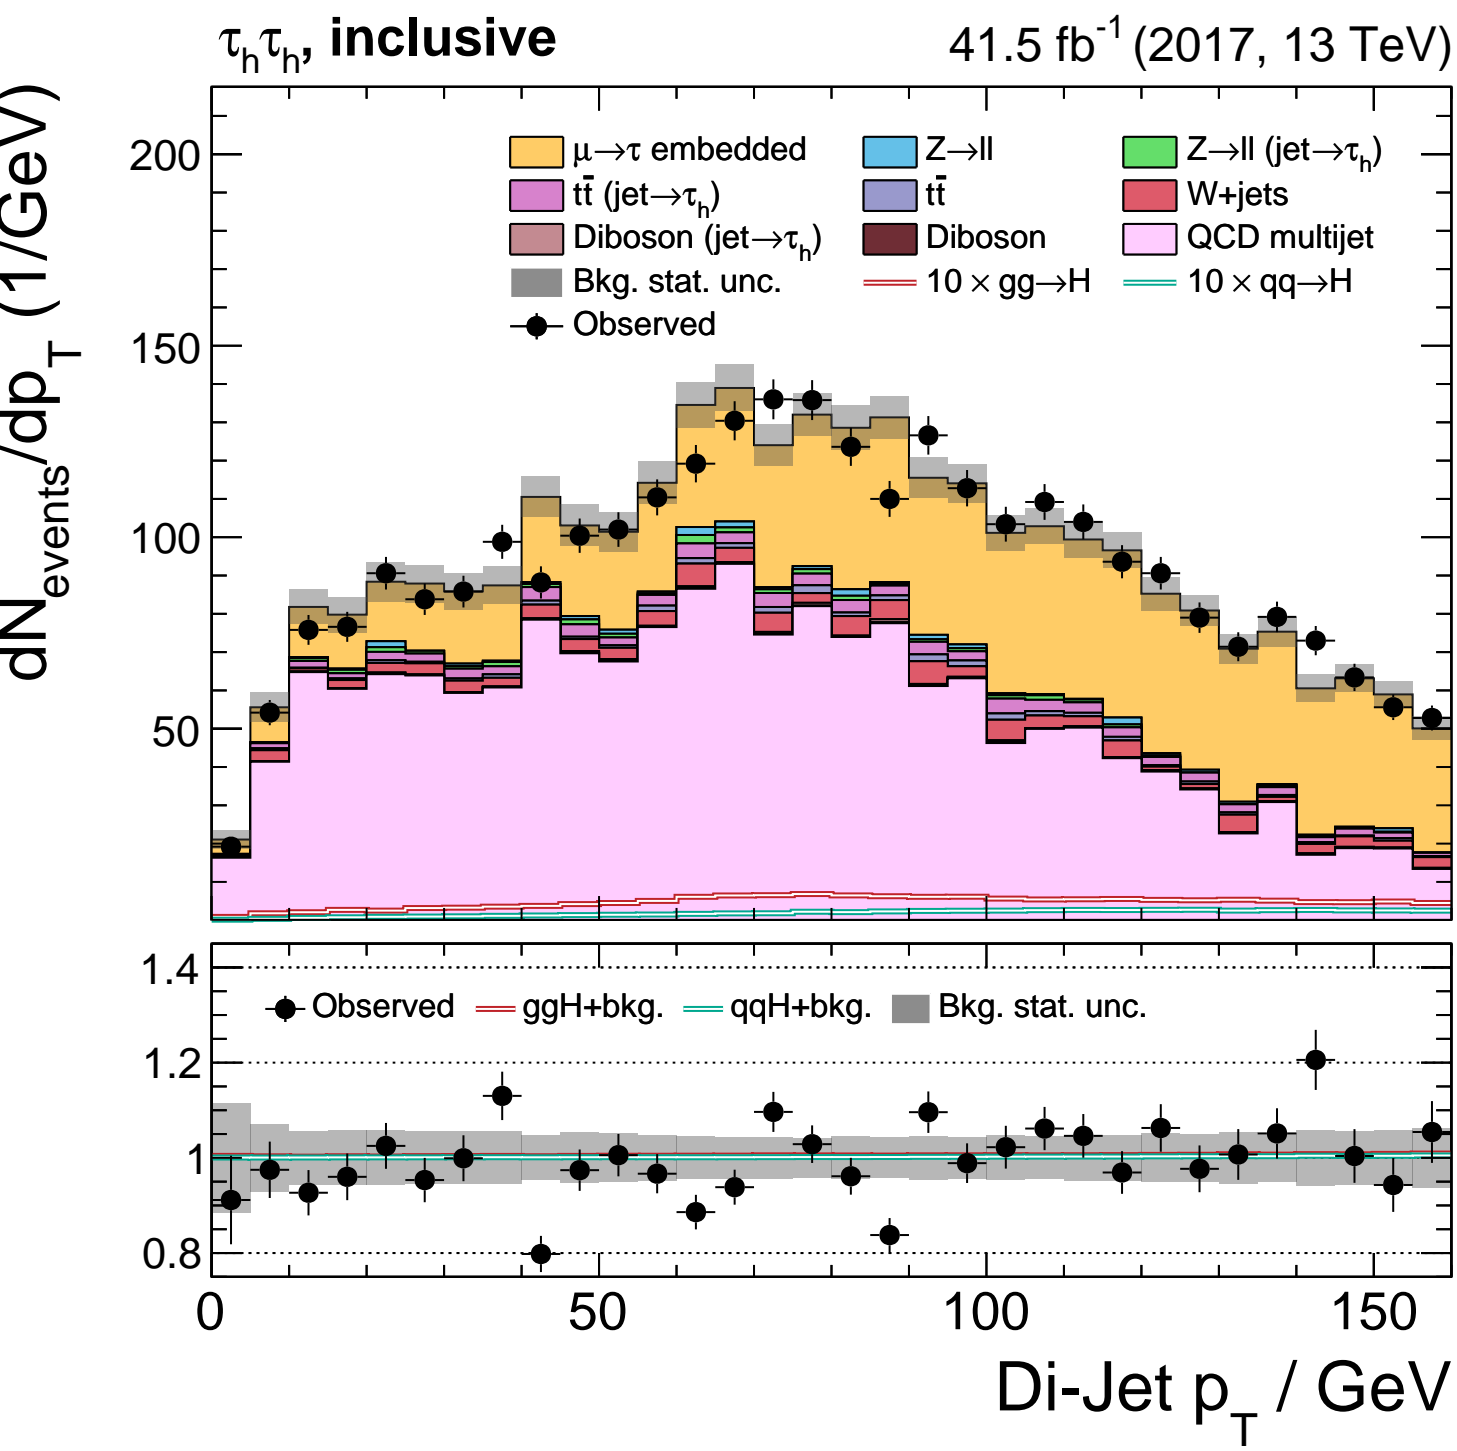 τhτh, inclusive 41.5 fb-1 (2017, 13 TeV)
dNevents/dpT (1/GeV)
200
150
100
50
μ→τ embedded Z→ll Z→ll (jet→τh)
tt̄ (jet→τh) tt̄ W+jets
Diboson (jet→τh) Diboson QCD multijet
Bkg. stat. unc. 10 × gg→H 10 × qq→H
Observed
1.4
1.2
1
0.8
Observed ggH+bkg. qqH+bkg. Bkg. stat. unc.
0 50 100 150
Di-Jet pT / GeV